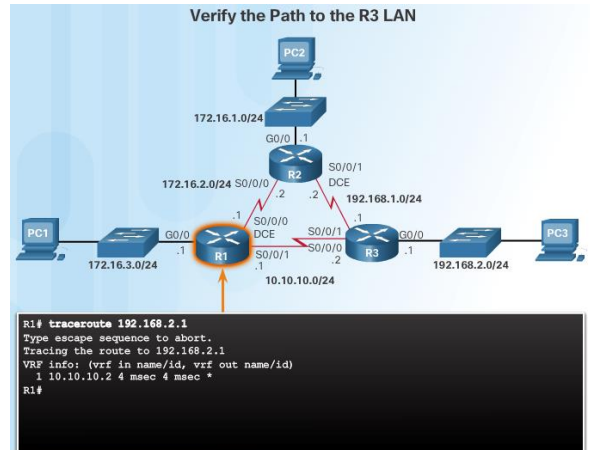 Verify the Path to the R3 LAN
PC2
172.16.1.0/24
G0/0 .1
R2
S0/0/1
DCE
172.16.2.0/24 S0/0/0
.2 .2
192.168.1.0/24
.1 S0/0/0
DCE
.1
PC1
G0/0
.1
R1
S0/0/1
.1
S0/0/1
S0/0/0
.2
R3
G0/0
.1
PC3
172.16.3.0/24
10.10.10.0/24
192.168.2.0/24
R1# traceroute 192.168.2.1
Type escape sequence to abort.
Tracing the route to 192.168.2.1
VRF info: (vrf in name/id, vrf out name/id)
1 10.10.10.2 4 msec 4 msec *
R1#